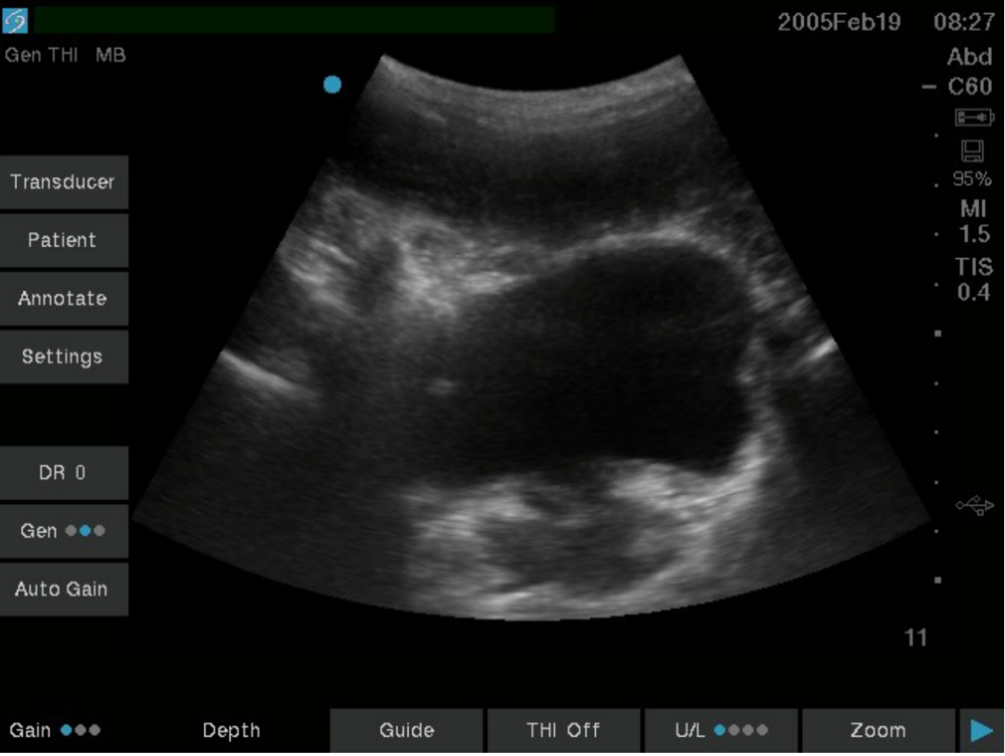 2005Feb19 08:27
Gen THI MB
Abd
C60
95%
MI
1.5
TIS
0.4
Transducer
Patient
Annotate
Settings
DR 0
Gen
Auto Gain
11
Gain Depth Guide THI Off U/L Zoom